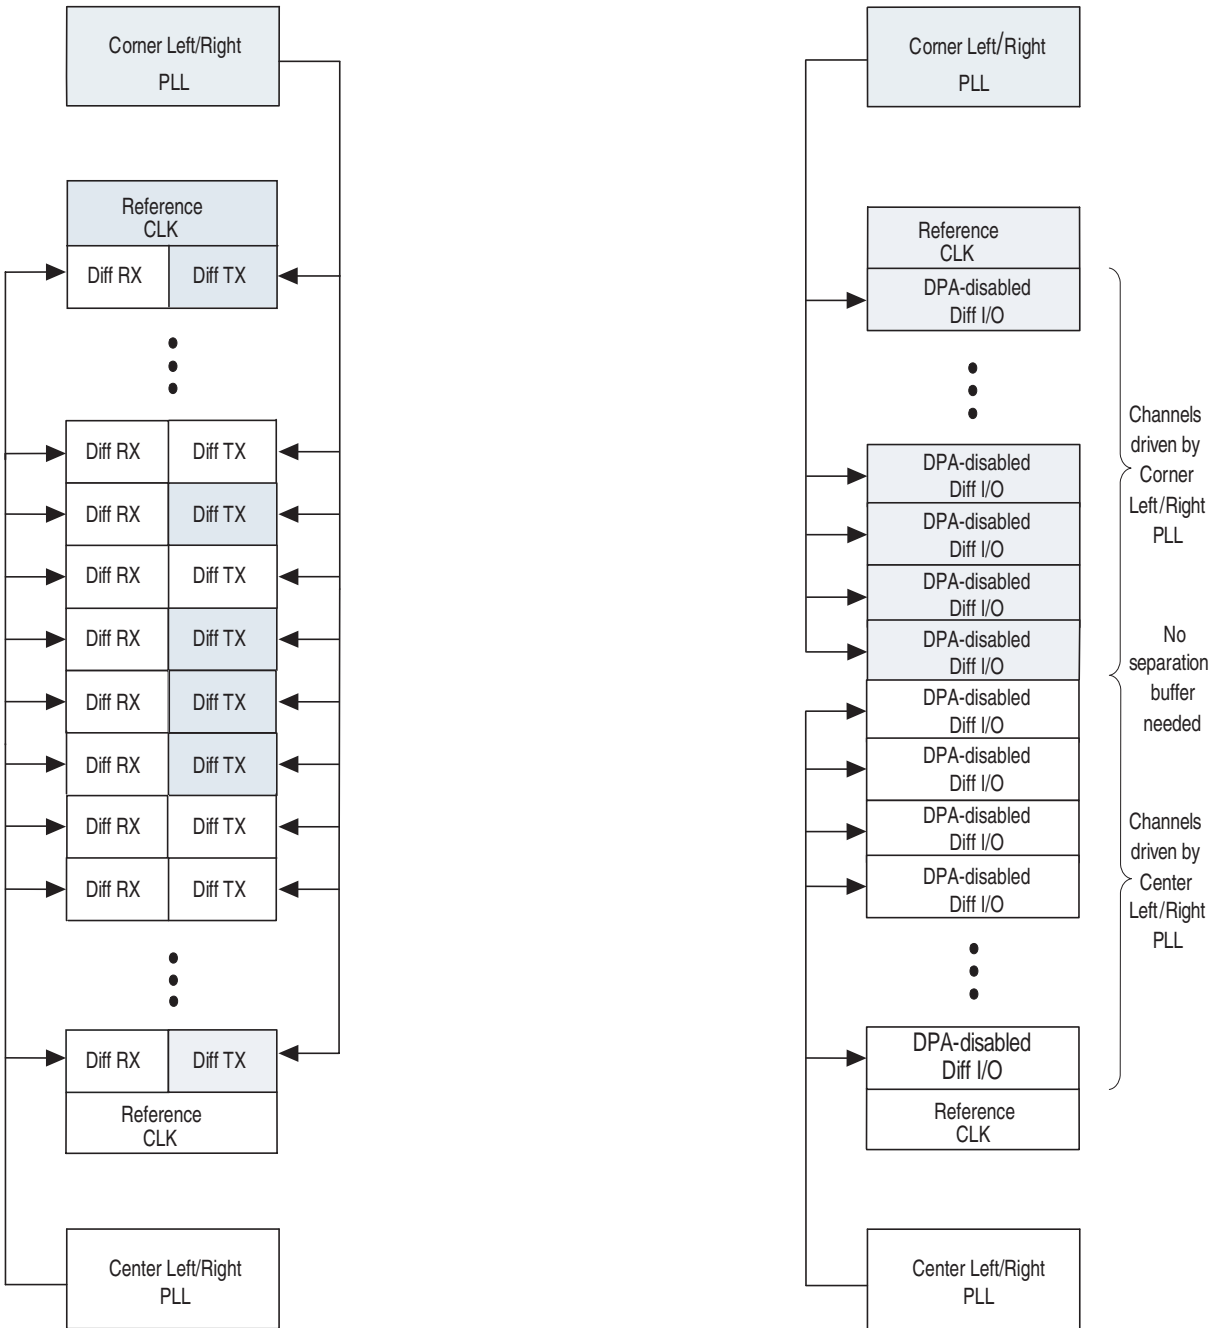 Corner Left/Right
PLL
Reference
CLK
Diff RX
Diff TX
Diff RX
Diff TX
Diff RX
Diff TX
Diff RX
Diff TX
Diff RX
Diff TX
Diff RX
Diff TX
Diff RX
Diff TX
Diff RX
Diff TX
Diff RX
Diff TX
Diff RX
Diff TX
Reference
CLK
Center Left/Right
PLL
Corner Left/Right
PLL
Reference
CLK
DPA-disabled
Diff I/O
DPA-disabled
Diff I/O
DPA-disabled
Diff I/O
DPA-disabled
Diff I/O
DPA-disabled
Diff I/O
DPA-disabled
Diff I/O
DPA-disabled
Diff I/O
DPA-disabled
Diff I/O
DPA-disabled
Diff I/O
DPA-disabled
Diff I/O
Reference
CLK
Center Left/Right
PLL
Channels
driven by
Corner
Left/Right
PLL
No
separation
buffer
needed
Channels
driven by
Center
Left/Right
PLL